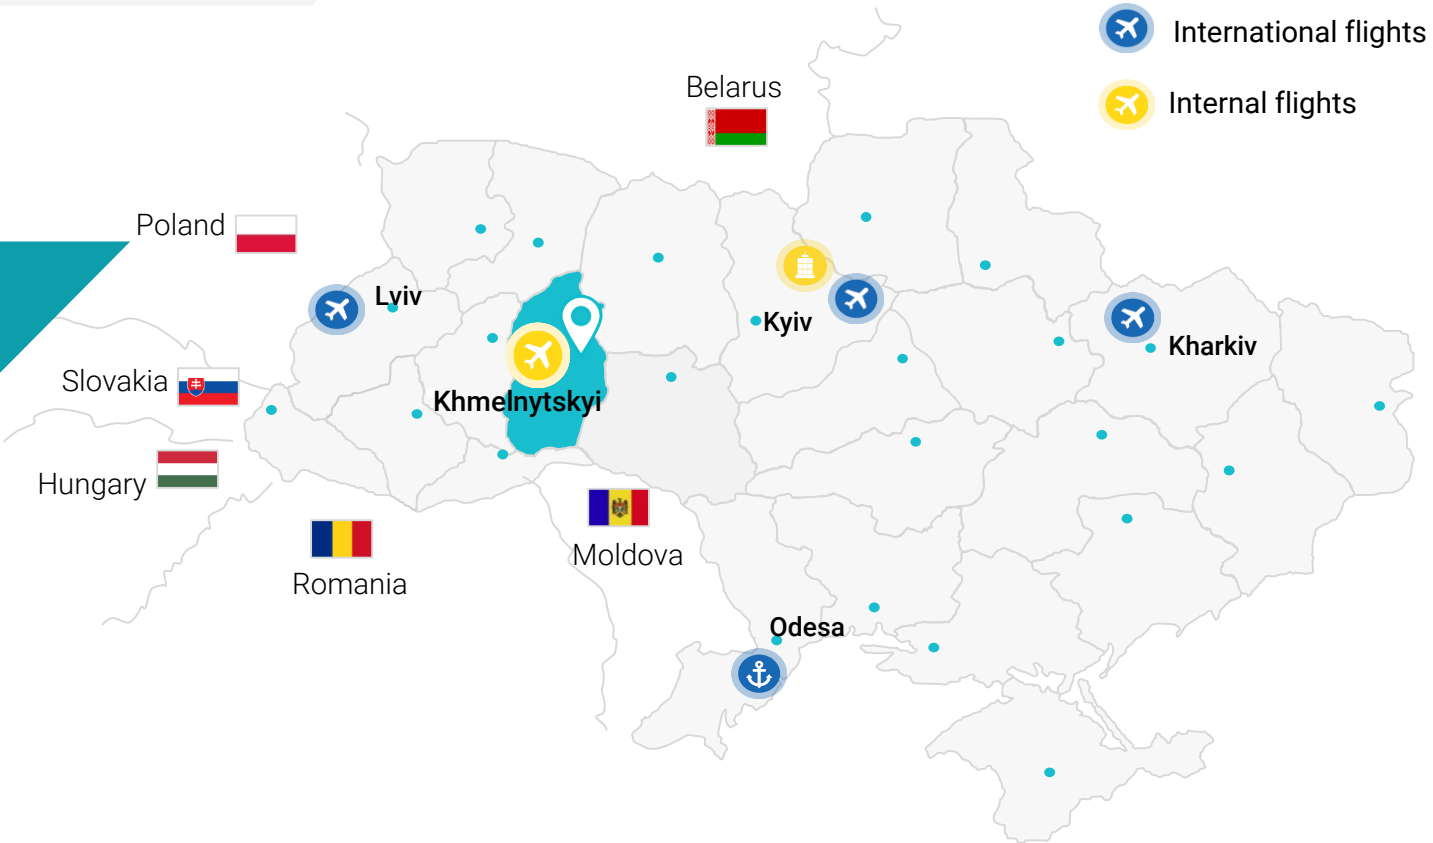 International flights
Belarus
Internal flights
Poland
Lviv
Kyiv
Kharkiv
Slovakia
Khmelnytskyi
Hungary
Moldova
Romania
Odesa